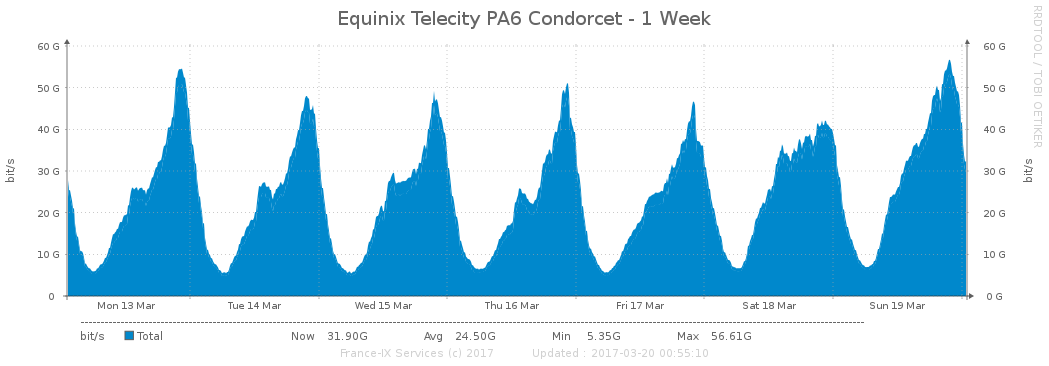 Equinix Telecity PA6 Condorcet - 1 Week
RRDTOOL / TOBI OETIKER
bit/s
60 G
50 G
40 G
30 G
20 G
10 G
0
60 G
50 G
40 G
30 G
20 G
10 G
0 G
bit/s
Mon 13 Mar Tue 14 Mar Wed 15 Mar Thu 16 Mar Fri 17 Mar Sat 18 Mar Sun 19 Mar
bit/s Total Now 31.90G Avg 24.50G Min 5.35G Max 56.61G
France-IX Services (c) 2017 Updated : 2017-03-20 00:55:10